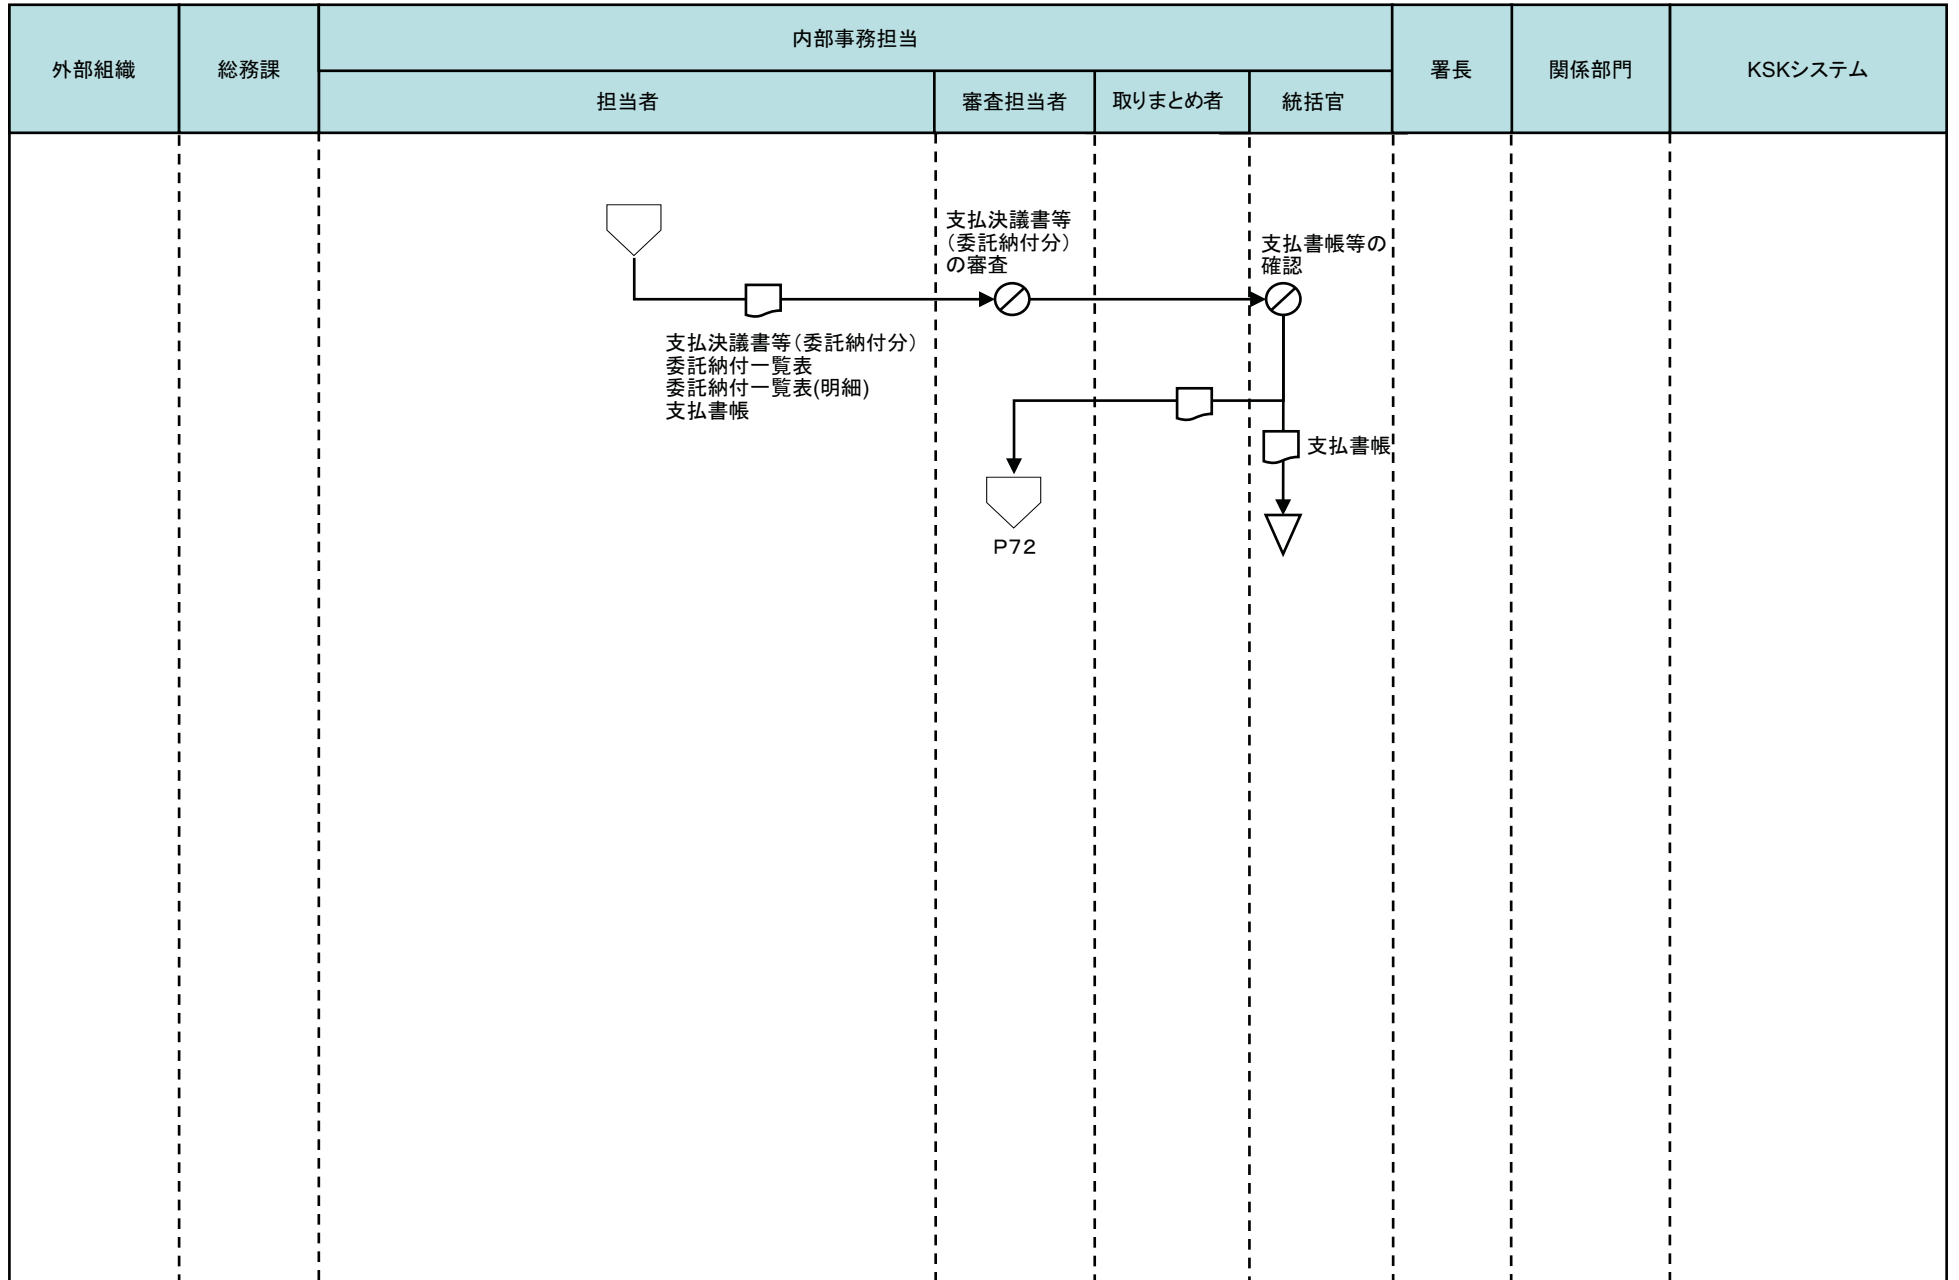 外部組織
総務課
内部事務担当
担当者
審査担当者
取りまとめ者
統括官
署長
関係部門
KSKシステム
支払決議書等
（委託納付分）
の審査
支払書帳等の
確認
支払決議書等（委託納付分）
委託納付一覧表
委託納付一覧表(明細)
支払書帳
支払書帳
P72